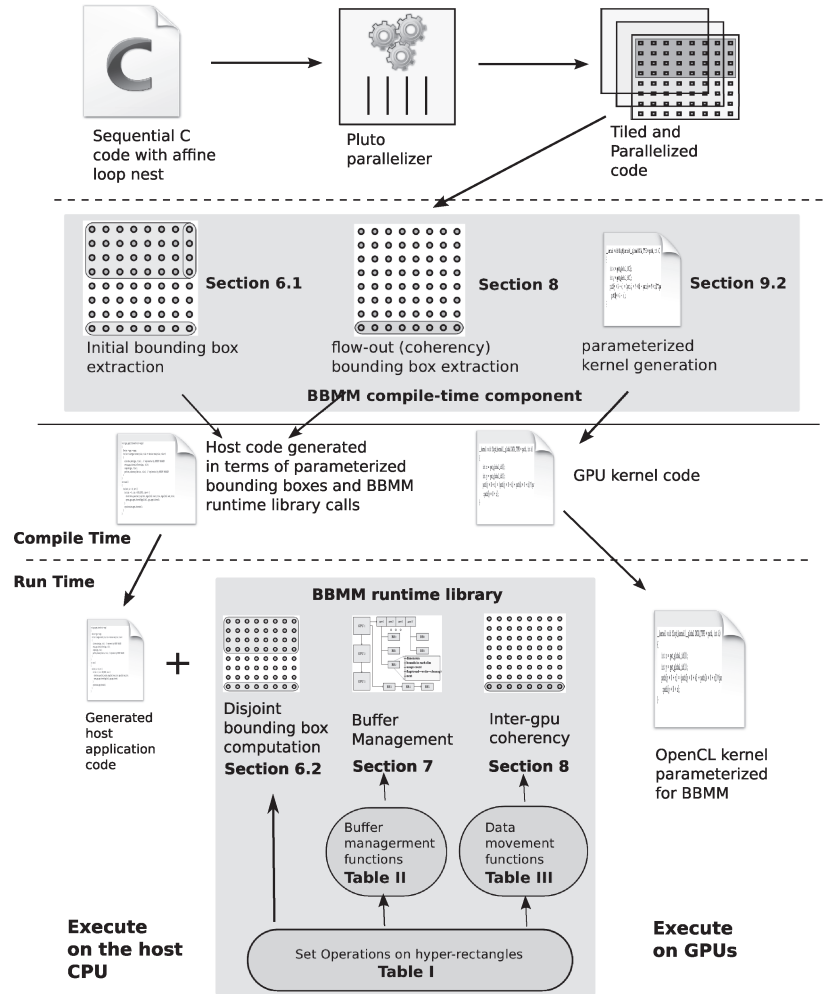 C
Sequential C
code with affine
loop nest
Pluto
parallelizer
Tiled and
Parallelized
code
Section 6.1
Section 8
Section 9.2
Initial bounding box
extraction
flow-out (coherency)
bounding box extraction
parameterized
kernel generation
BBMM compile-time component
Host code generated
in terms of parameterized
bounding boxes and BBMM
runtime library calls
GPU kernel code
Compile Time
Run Time
BBMM runtime library
+
Generated
host
application
code
Disjoint
bounding box
computation
Section 6.2
Buffer
Management
Section 7
Inter-gpu
coherency
Section 8
OpenCL kernel
parameterized
for BBMM
Buffer
managerment
functions
Table II
Data
movement
functions
Table III
Execute
on the host
CPU
Set Operations on hyper-rectangles
Table I
Execute
on GPUs